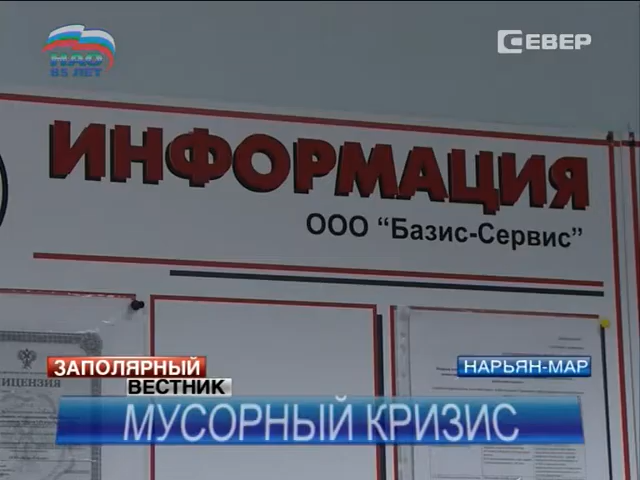 НАО
85 ЛЕТ
СЕВЕР
ИНФОРМАЦИЯ
ООО "Базис-Сервис"
ЛИЦЕНЗИЯ
ЗАПОЛЯРНЫЙ
ВЕСТНИК
НАРЬЯН-МАР
МУСОРНЫЙ КРИЗИС